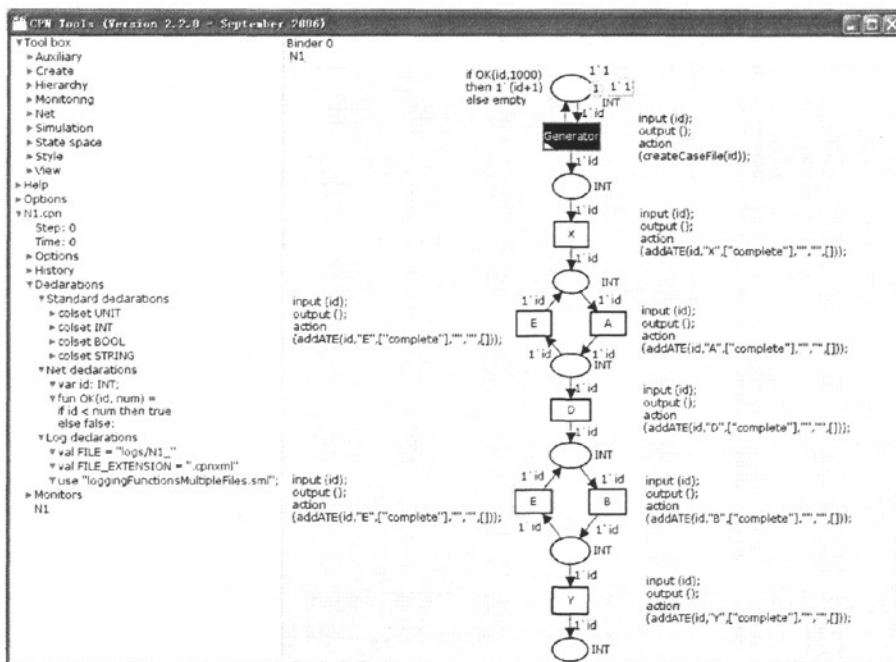 CPN Tools (Version 2.2.0 - September 2006)
Tool box
Auxiliary
Create
Hierarchy
Monitoring
Net
Simulation
State space
Style
View
Help
Options
N1.cpn
Step: 0
Time: 0
Options
History
Declarations
Standard declarations
colset UNIT
colset INT
colset BOOL
colset STRING
Net declarations
var id: INT;
fun OK(id, num) =
if id < num then true
else false;
Log declarations
val FILE = "logs/N1_"
val FILE_EXTENSION = ".cpnxml"
use "loggingFunctionsMultipleFiles.sml";
Monitors
N1
Binder 0
N1
if OK(id,1000)
then 1`(id+1)
else empty
1`1
1
1`1
INT
1`id
Generator
input (id);
output ();
action
(createCaseFile(id));
1`id
INT
1`id
X
input (id);
output ();
action
(addATE(id,"X",["complete"],"","",[]));
1`id
INT
1`id
1`id
input (id);
output ();
action
(addATE(id,"E",["complete"],"","",[]));
E
A
input (id);
output ();
action
(addATE(id,"A",["complete"],"","",[]));
1`id
1`id
INT
1`id
D
input (id);
output ();
action
(addATE(id,"D",["complete"],"","",[]));
1`id
INT
1`id
1`id
input (id);
output ();
action
(addATE(id,"E",["complete"],"","",[]));
E
B
input (id);
output ();
action
(addATE(id,"B",["complete"],"","",[]));
1`id
1`id
INT
1`id
Y
input (id);
output ();
action
(addATE(id,"Y",["complete"],"","",[]));
1`id
INT